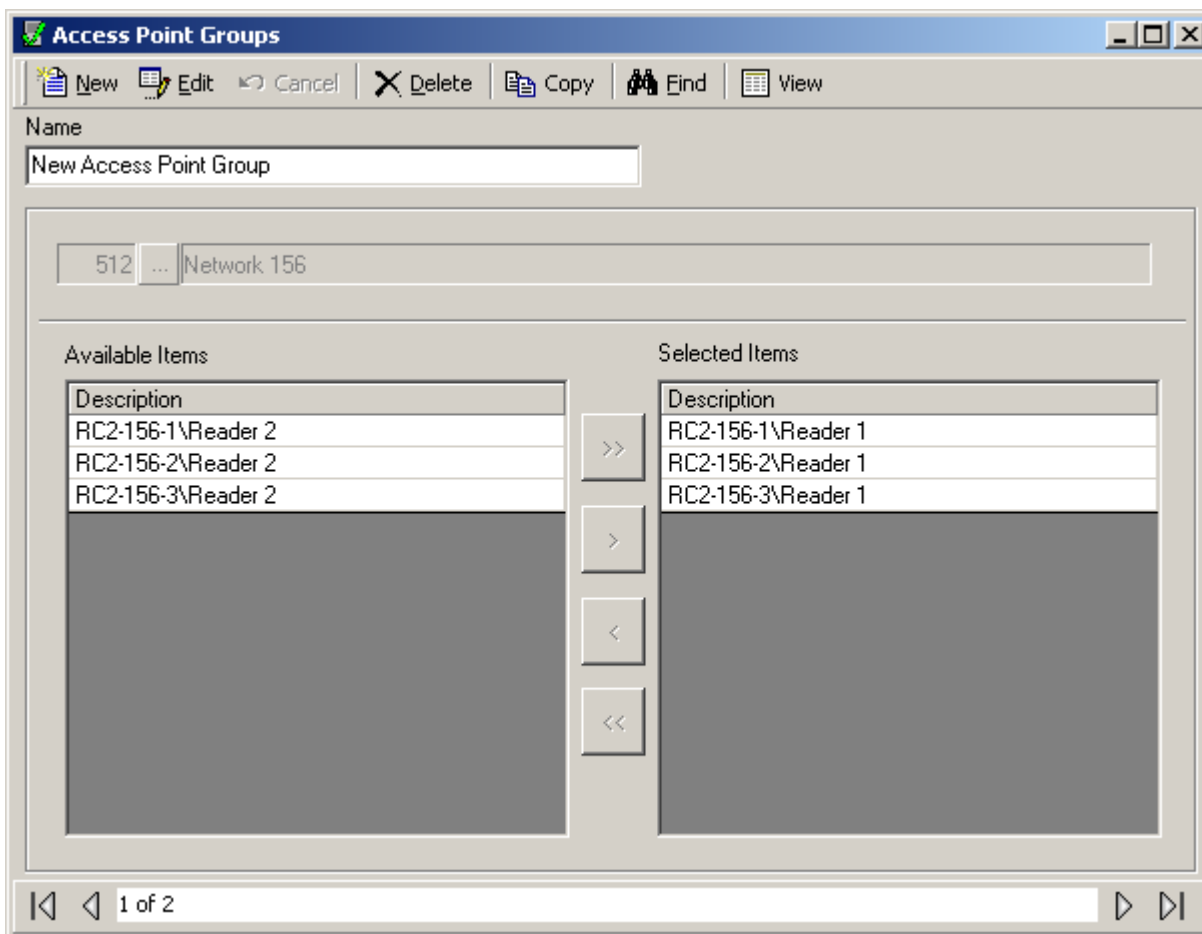 Access Point Groups
New Edit Cancel Delete Copy Find View
Name
New Access Point Group
512 ... Network 156
Available Items Selected Items
Description Description
RC2-156-1\Reader 2 RC2-156-1\Reader 1
RC2-156-2\Reader 2 RC2-156-2\Reader 1
RC2-156-3\Reader 2 RC2-156-3\Reader 1
>>
>
<
<<
1 of 2